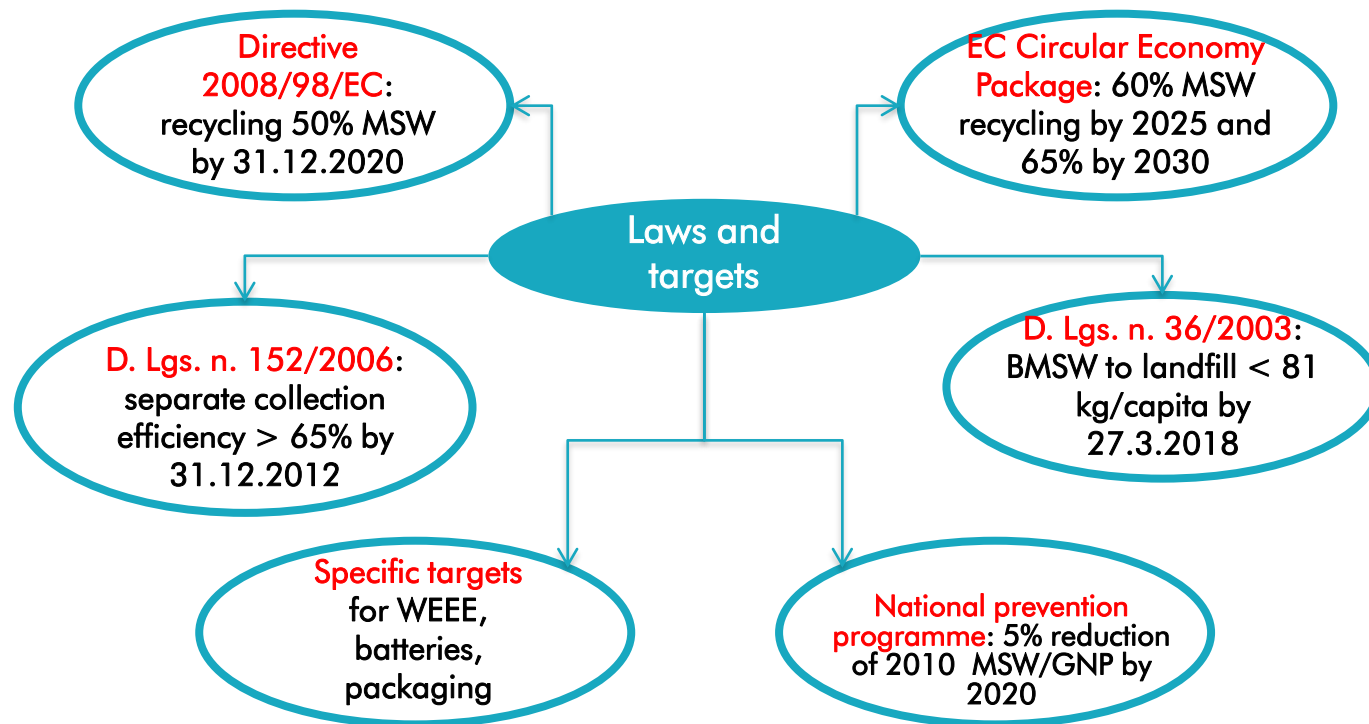 Directive
2008/98/EC:
recycling 50% MSW
by 31.12.2020
EC Circular Economy
Package: 60% MSW
recycling by 2025 and
65% by 2030
Laws and
targets
D. Lgs. n. 152/2006:
separate collection
efficiency > 65% by
31.12.2012
D. Lgs. n. 36/2003:
BMSW to landfill < 81
kg/capita by
27.3.2018
Specific targets
for WEEE,
batteries,
packaging
National prevention
programme: 5% reduction
of 2010 MSW/GNP by
2020